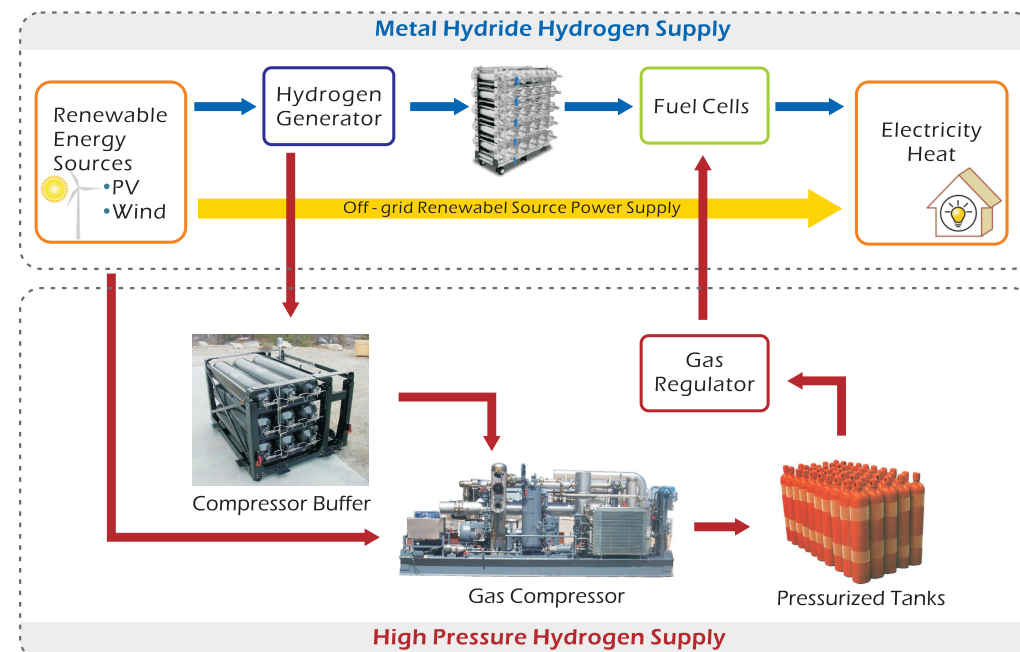 Metal Hydride Hydrogen Supply
Renewable
Energy
Sources
•PV
•Wind
Hydrogen
Generator
Fuel Cells
Electricity
Heat
Off - grid Renewabel Source Power Supply
Compressor Buffer
Gas
Regulator
Gas Compressor
Pressurized Tanks
High Pressure Hydrogen Supply